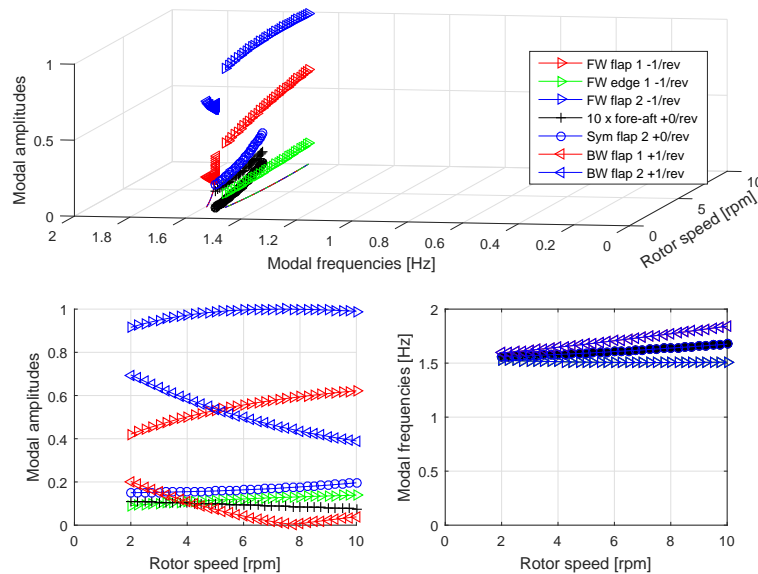 Modal amplitudes
1
0.5
0
2
1.8
1.6
1.4
1.2
1
0.8
0.6
0.4
0.2
0
Modal frequencies [Hz]
0
5
10
Rotor speed [rpm]
FW flap 1 -1/rev
FW edge 1 -1/rev
FW flap 2 -1/rev
10 x fore-aft +0/rev
Sym flap 2 +0/rev
BW flap 1 +1/rev
BW flap 2 +1/rev
Modal amplitudes
1
0.8
0.6
0.4
0.2
0
0
2
4
6
8
10
Rotor speed [rpm]
Modal frequencies [Hz]
2
1.5
1
0.5
0
0
2
4
6
8
10
Rotor speed [rpm]